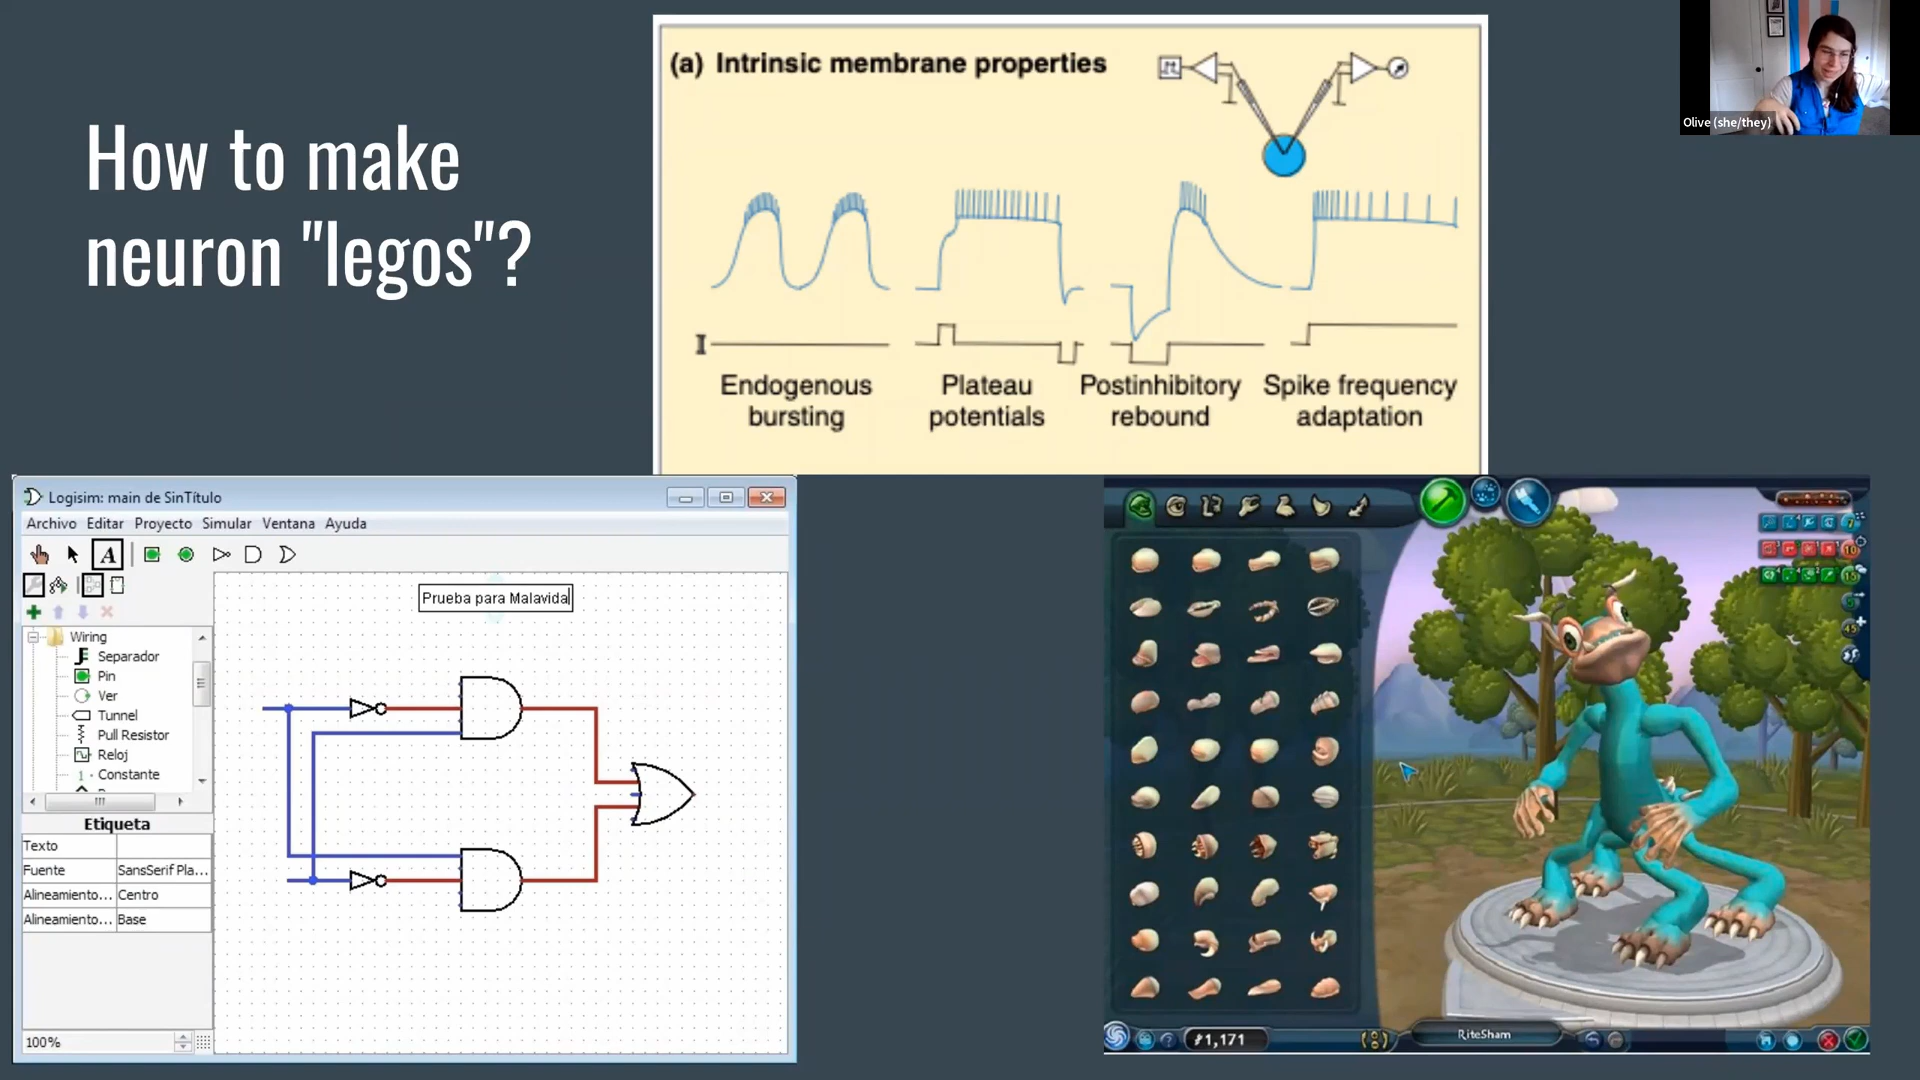 How to make
neuron "legos"?
(a) Intrinsic membrane properties
I
Endogenous
bursting
Plateau
potentials
Postinhibitory
rebound
Spike frequency
adaptation
Olive (she/they)
Logisim: main de SinTítulo
Archivo Editar Proyecto Simular Ventana Ayuda
A
Prueba para Malavida
Wiring
Separador
Pin
Ver
Tunnel
Pull Resistor
Reloj
1 Constante
Etiqueta
Texto
Fuente SansSerif Pla...
Alineamiento... Centro
Alineamiento... Base
100%
1,171
RiteSham